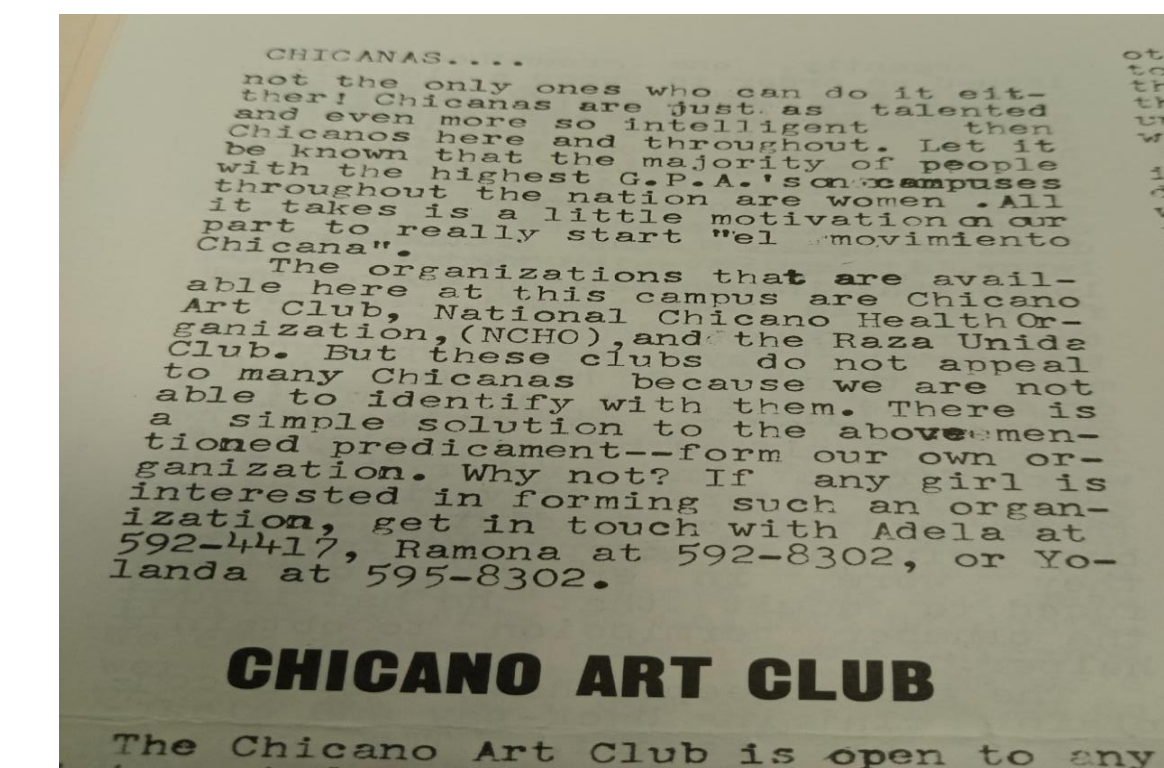 CHICANAS....
not the only ones who can do it eit-
ther! Chicanas are just as talented
and even more so intelligent then
Chicanos here and throughout. Let it
be known that the majority of people
with the highest G.P.A.'s on campuses
throughout the nation are women .All
it takes is a little motivation on our
part to really start "el movimiento
Chicana".
The organizations that are avail-
able here at this campus are Chicano
Art Club, National Chicano Health Or-
ganization,(NCHO),and the Raza Unida
Club. But these clubs do not appeal
to many Chicanas because we are not
able to identify with them. There is
a simple solution to the above men-
tioned predicament--form our own or-
ganization. Why not? If any girl is
interested in forming such an organ-
ization, get in touch with Adela at
592-4417, Ramona at 592-8302, or Yo-
landa at 595-8302.
CHICANO ART CLUB
The Chicano Art Club is open to any